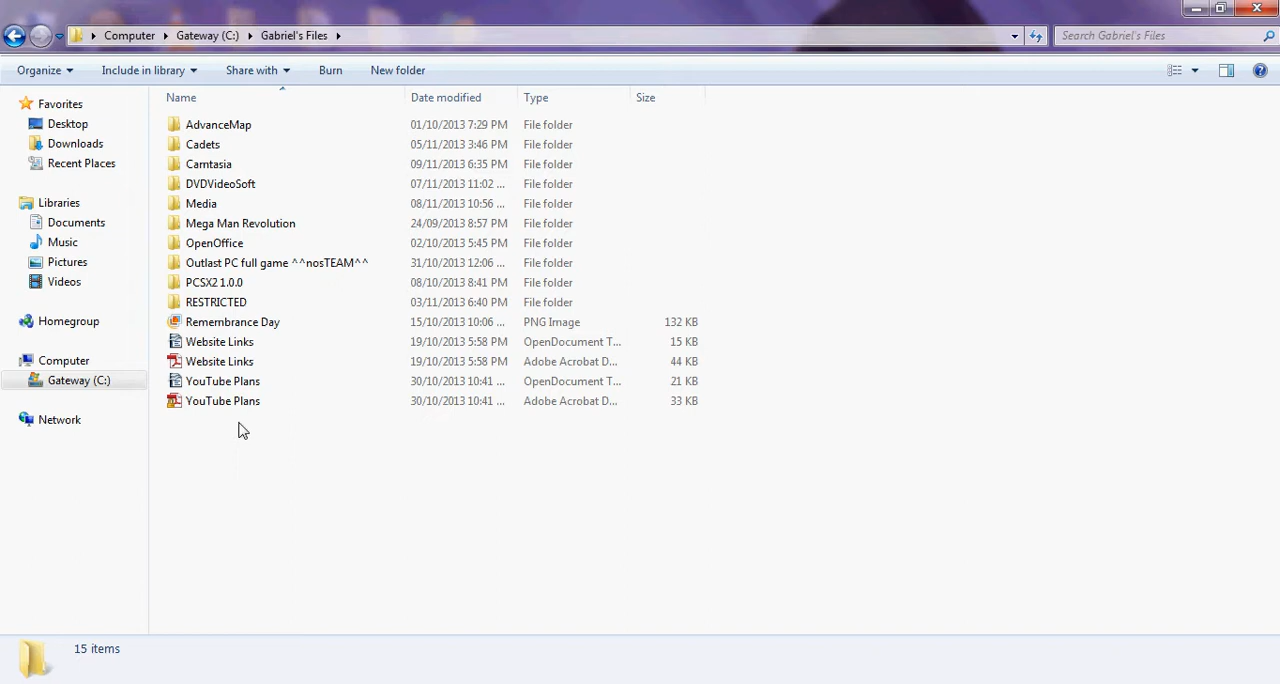 Computer Gateway (C:) Gabriel's Files Search Gabriel's Files
Organize Include in library Share with Burn New folder
Name Date modified Type Size
Favorites
Desktop
Downloads
Recent Places
Libraries
Documents
Music
Pictures
Videos
Homegroup
Computer
Gateway (C:)
Network
AdvanceMap 01/10/2013 7:29 PM File folder
Cadets 05/11/2013 3:46 PM File folder
Camtasia 09/11/2013 6:35 PM File folder
DVDVideoSoft 07/11/2013 11:02 ... File folder
Media 08/11/2013 10:56 ... File folder
Mega Man Revolution 24/09/2013 8:57 PM File folder
OpenOffice 02/10/2013 5:45 PM File folder
Outlast PC full game ^^nosTEAM^^ 31/10/2013 12:06 ... File folder
PCSX2 1.0.0 08/10/2013 8:41 PM File folder
RESTRICTED 03/11/2013 6:40 PM File folder
Remembrance Day 15/10/2013 10:06 ... PNG Image 132 KB
Website Links 19/10/2013 5:58 PM OpenDocument T... 15 KB
Website Links 19/10/2013 5:58 PM Adobe Acrobat D... 44 KB
YouTube Plans 30/10/2013 10:41 ... OpenDocument T... 21 KB
YouTube Plans 30/10/2013 10:41 ... Adobe Acrobat D... 33 KB
15 items